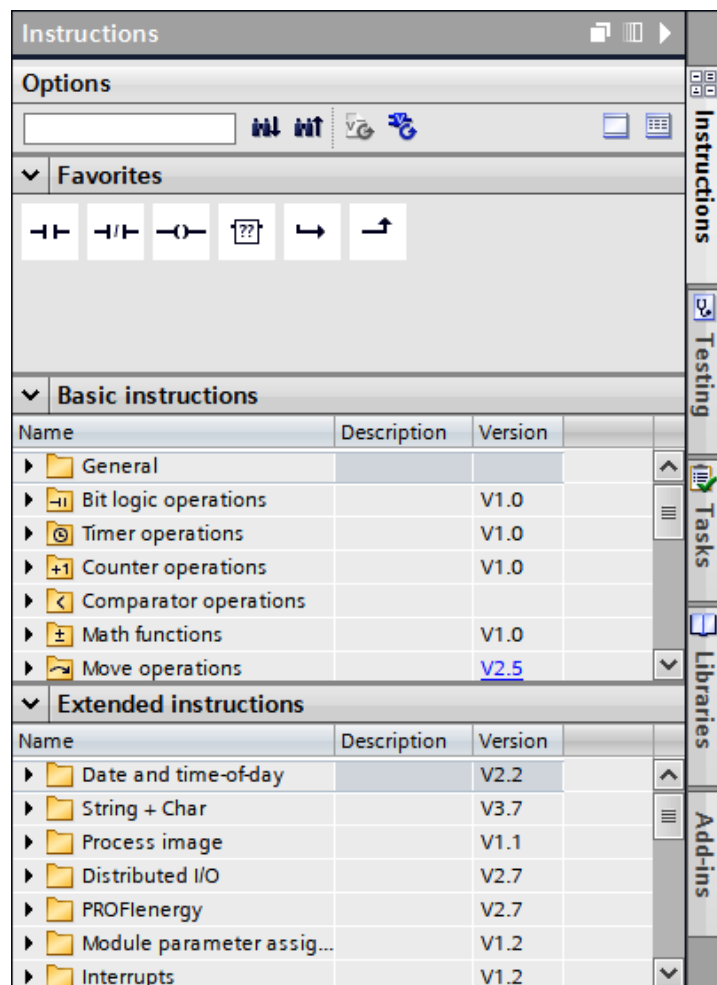 Instructions
Options
Favorites
??
Basic instructions
Name Description Version
General
Bit logic operations V1.0
Timer operations V1.0
+1 Counter operations V1.0
Comparator operations
± Math functions V1.0
Move operations V2.5
Extended instructions
Name Description Version
Date and time-of-day V2.2
String + Char V3.7
Process image V1.1
Distributed I/O V2.7
PROFIenergy V2.7
Module parameter assig... V1.2
Interrupts V1.2
Instructions
Testing
Tasks
Libraries
Add-ins